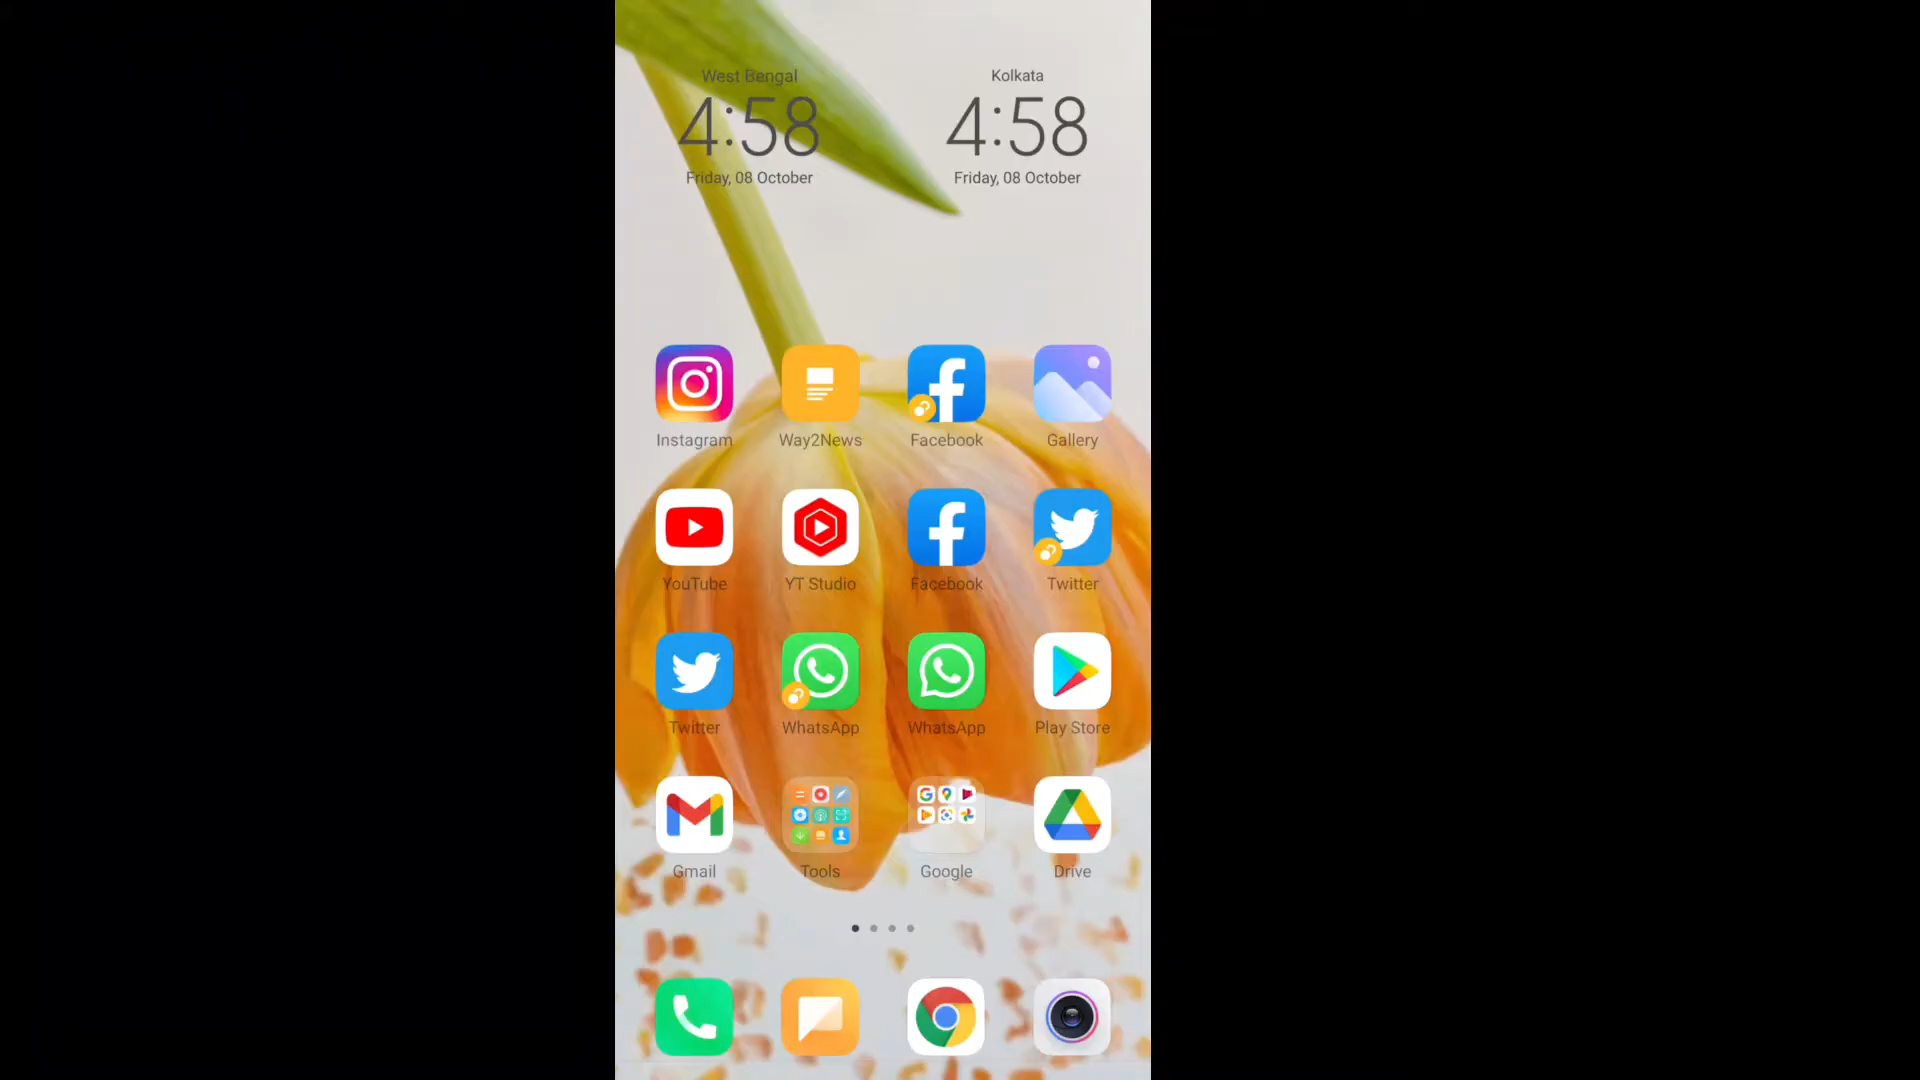 West Bengal Kolkata
4:58 4:58
Friday, 08 October Friday, 08 October
Instagram Way2News Facebook Gallery
YouTube YT Studio Facebook Twitter
Twitter WhatsApp WhatsApp Play Store
Gmail Tools Google Drive